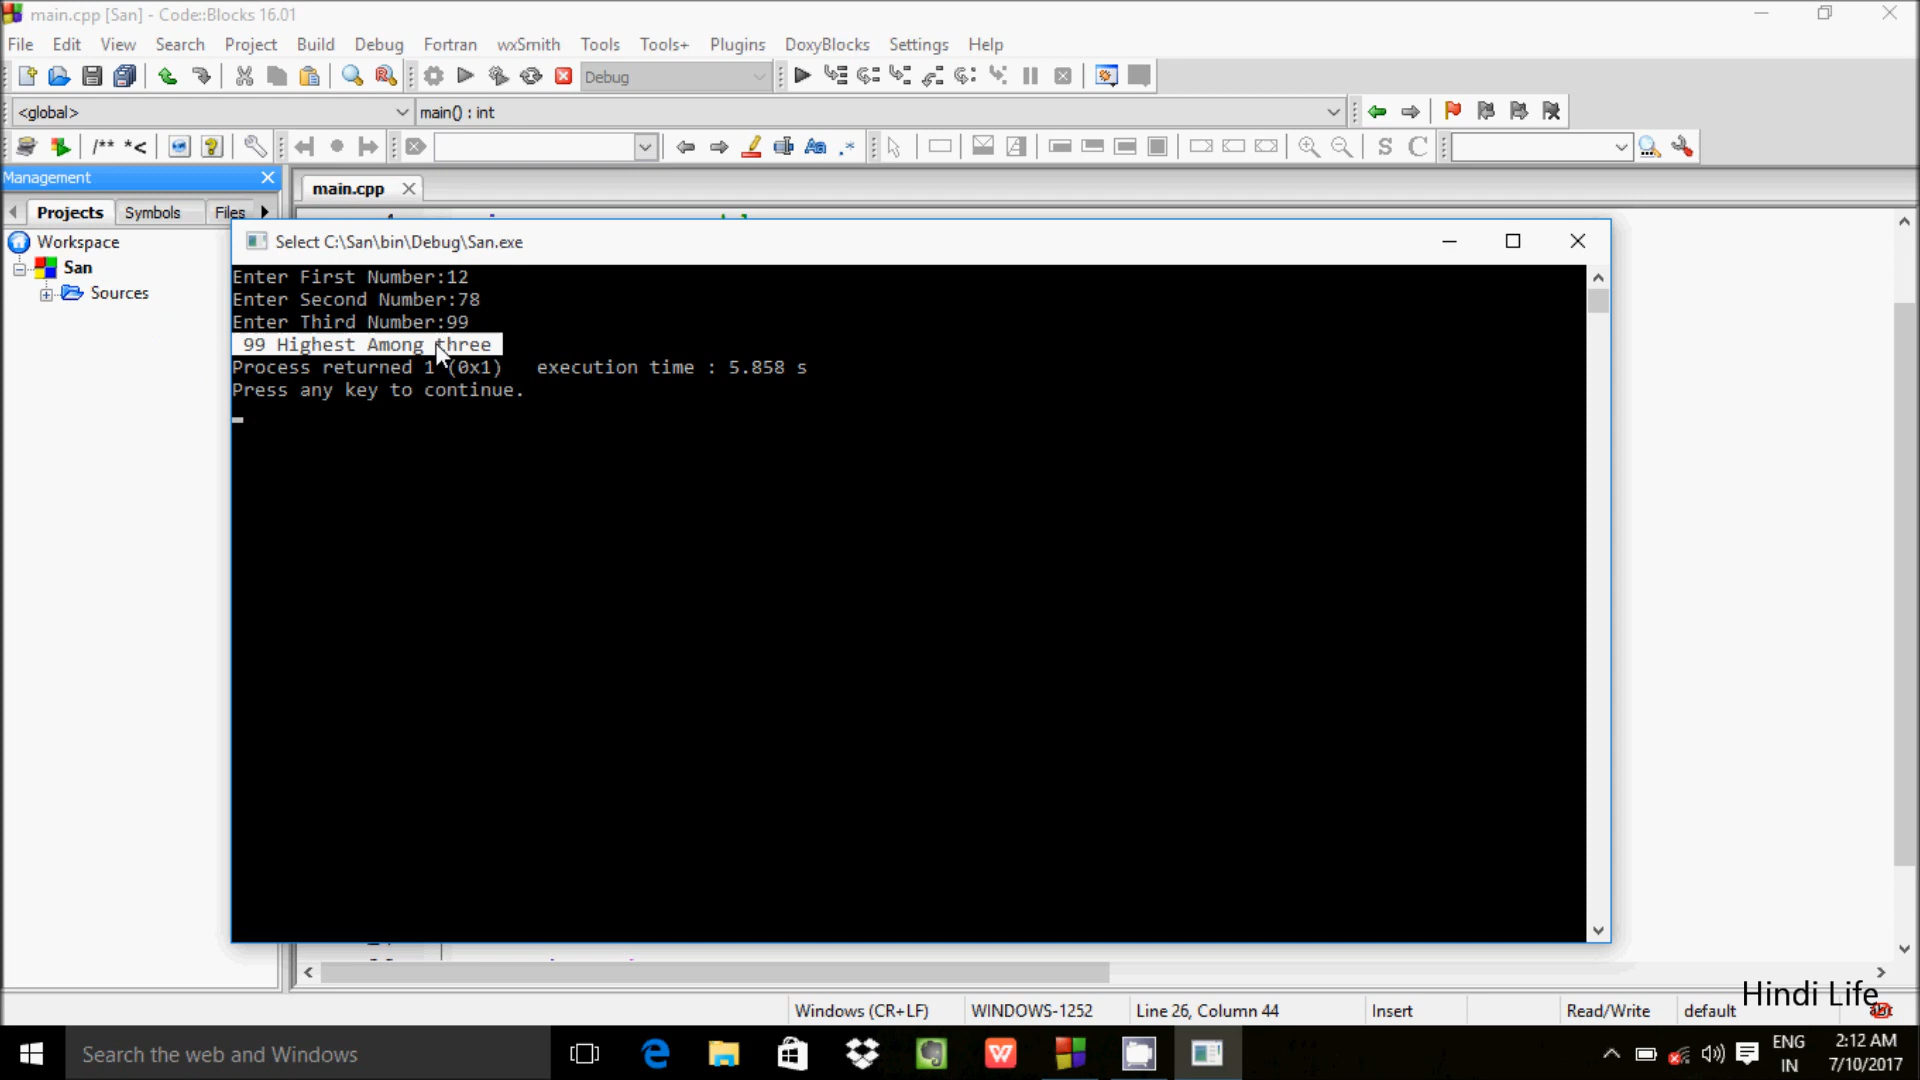 main.cpp [San] - Code::Blocks 16.01
File Edit View Search Project Build Debug Fortran wxSmith Tools Tools+ Plugins DoxyBlocks Settings Help
Debug
<global>
main() : int
/** *<
S C
Management
main.cpp
Projects Symbols Files
Workspace
San
Sources
Select C:\San\bin\Debug\San.exe
Enter First Number:12
Enter Second Number:78
Enter Third Number:99
99 Highest Among three
Process returned 1 (0x1)   execution time : 5.858 s
Press any key to continue.
Hindi Life
Windows (CR+LF) WINDOWS-1252 Line 26, Column 44 Insert Read/Write default
Search the web and Windows
ENG
IN
2:12 AM
7/10/2017